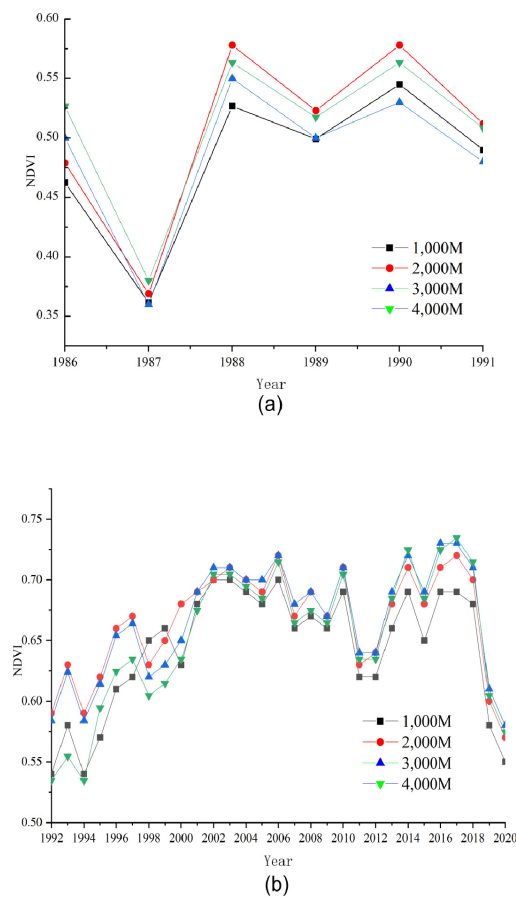 0.60
0.55
0.50
0.45
0.40
0.35
NDVI
1,000M
2,000M
3,000M
4,000M
1986 1987 1988 1989 1990 1991
Year
(a)
0.75
0.70
0.65
0.60
0.55
0.50
NDVI
1,000M
2,000M
3,000M
4,000M
1992 1994 1996 1998 2000 2002 2004 2006 2008 2010 2012 2014 2016 2018 2020
Year
(b)